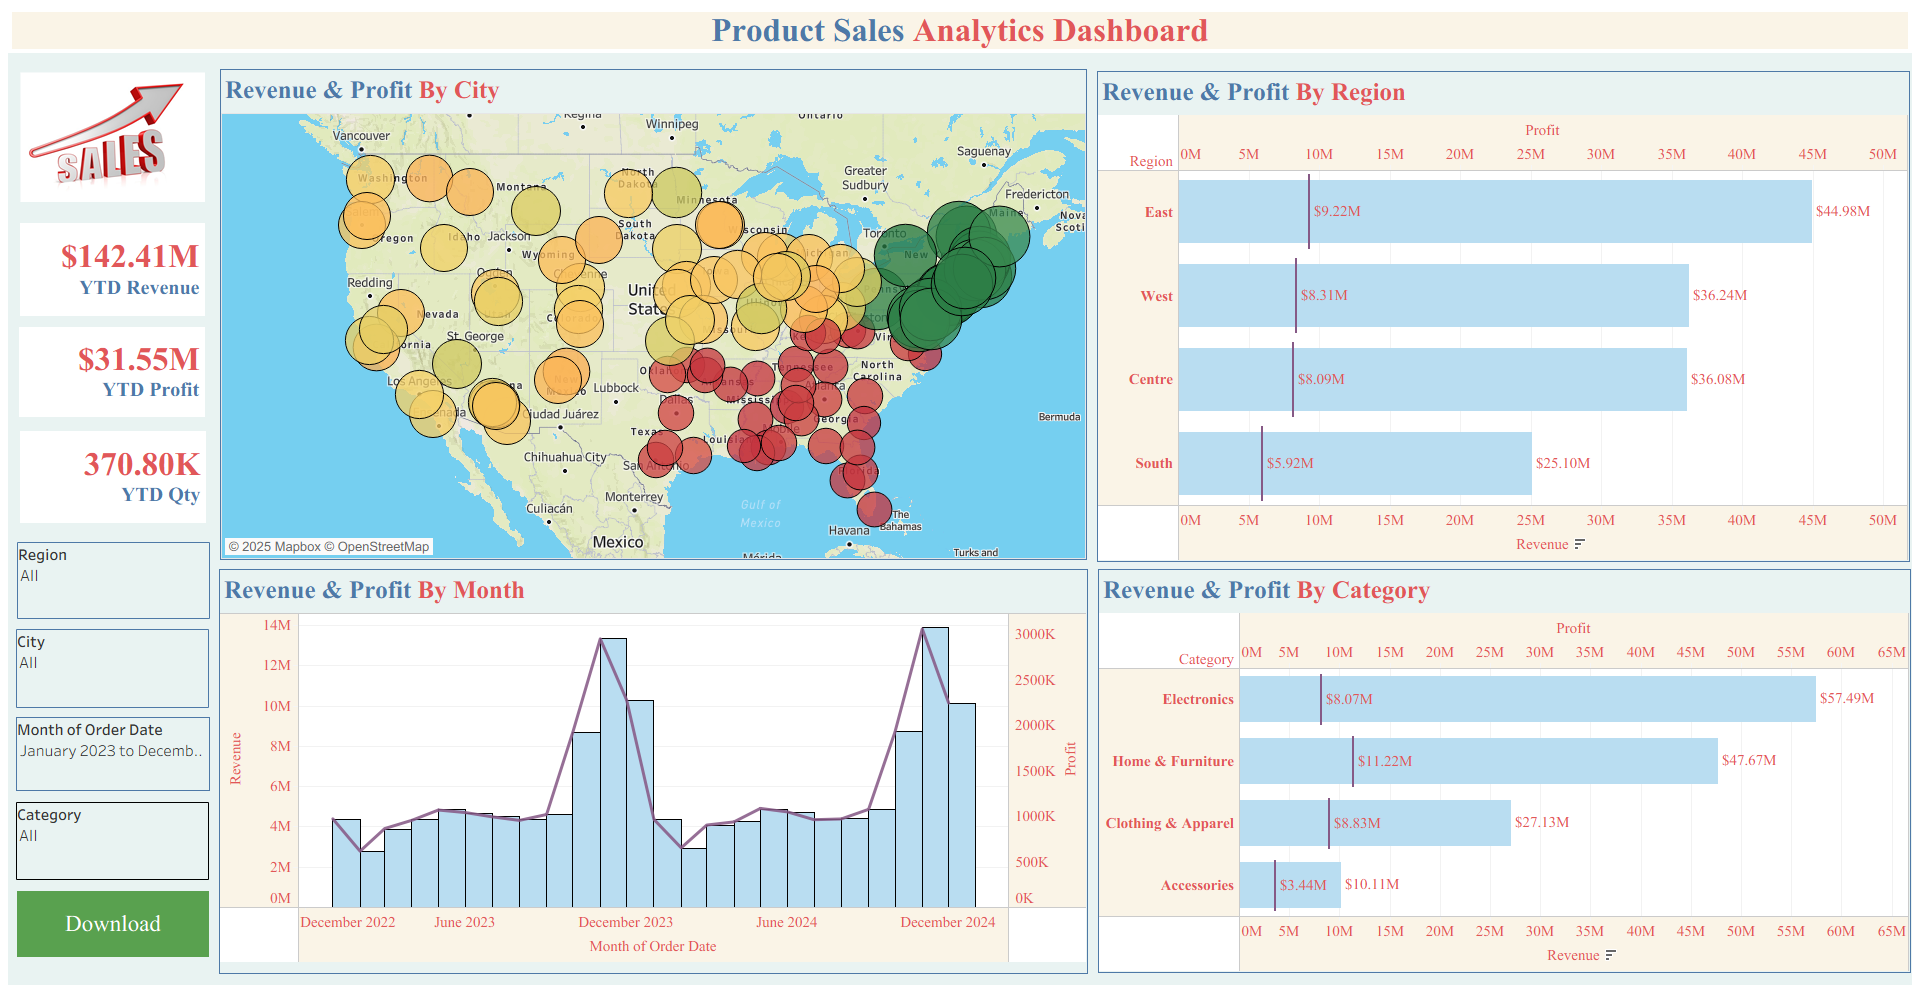 Product Sales Analytics Dashboard
SALES
$142.41M
YTD Revenue
$31.55M
YTD Profit
370.80K
YTD Qty
Region
All
City
All
Month of Order Date
January 2023 to Decemb..
Category
All
Download
Revenue & Profit By City
Ontario
Regina
Winnipeg
Vancouver
Saguenay
Greater
Sudbury
Washington
North
Dakota
Montana
Fredericton
Minnesota
Maine
Nova
Scoti
South
Dakota
Wisconsin
Toronto
Idaho
Jackson
Wyoming
New
Ogden
Redding
United
State
Nevada
St. George
Los Angeles
Oklaho
Tennessee
North
Carolina
Lubbock
Atlanta
Dallas
Mississi
Georgia
Ciudad Juárez
Bermuda
Texas
Louisia
Chihuahua City
San Antonio
Florida
Monterrey
Culiacán
Gulf of
Mexico
The
Bahamas
Havana
Mexico
Mérida
Turks and
© 2025 Mapbox © OpenStreetMap
Revenue & Profit By Region
Profit
Region
0M 5M 10M 15M 20M 25M 30M 35M 40M 45M 50M
East
$9.22M
$44.98M
West
$8.31M
$36.24M
Centre
$8.09M
$36.08M
South
$5.92M
$25.10M
0M 5M 10M 15M 20M 25M 30M 35M 40M 45M 50M
Revenue
Revenue & Profit By Month
Revenue
14M
12M
10M
8M
6M
4M
2M
0M
3000K
2500K
2000K
1500K
1000K
500K
0K
Profit
December 2022 June 2023 December 2023 June 2024 December 2024
Month of Order Date
Revenue & Profit By Category
Profit
Category
0M 5M 10M 15M 20M 25M 30M 35M 40M 45M 50M 55M 60M 65M
Electronics
$8.07M
$57.49M
Home & Furniture
$11.22M
$47.67M
Clothing & Apparel
$8.83M
$27.13M
Accessories
$3.44M
$10.11M
0M 5M 10M 15M 20M 25M 30M 35M 40M 45M 50M 55M 60M 65M
Revenue